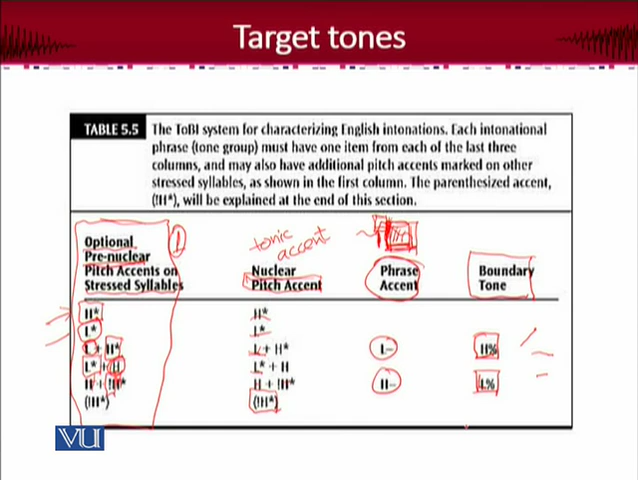 Target tones
TABLE 5.5 The ToBI system for characterizing English intonations. Each intonational
phrase (tone group) must have one item from each of the last three
columns, and may also have additional pitch accents marked on other
stressed syllables, as shown in the first column. The parenthesized accent,
(!H*), will be explained at the end of this section.
Optional
Pre-nuclear
Pitch Accents on
Stressed Syllables
1
tonic
accent
Nuclear
Pitch Accent
Phrase
Accent
Boundary
Tone
H* H*
L* L*
L + H* L + H* L– H%
L* + H L* + H H– L%
H + !H* H + !H*
(!H*) (!H*)
VU